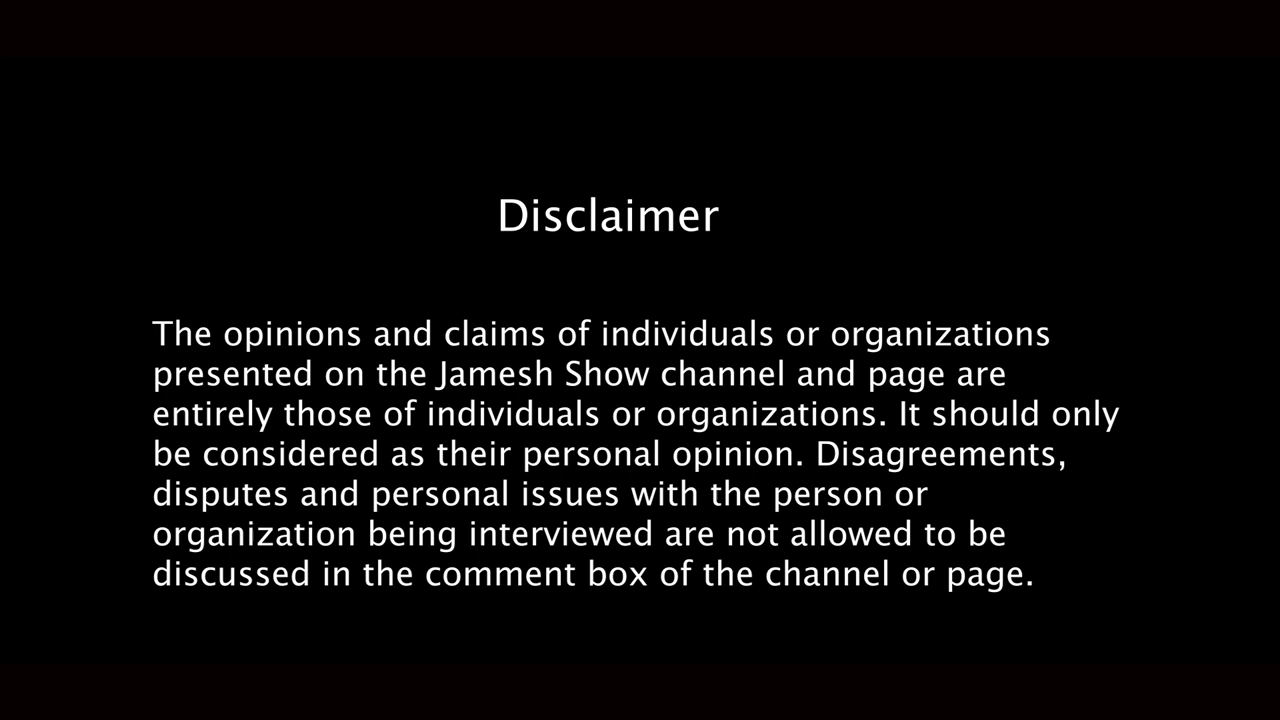 Disclaimer
The opinions and claims of individuals or organizations
presented on the Jamesh Show channel and page are
entirely those of individuals or organizations. It should only
be considered as their personal opinion. Disagreements,
disputes and personal issues with the person or
organization being interviewed are not allowed to be
discussed in the comment box of the channel or page.